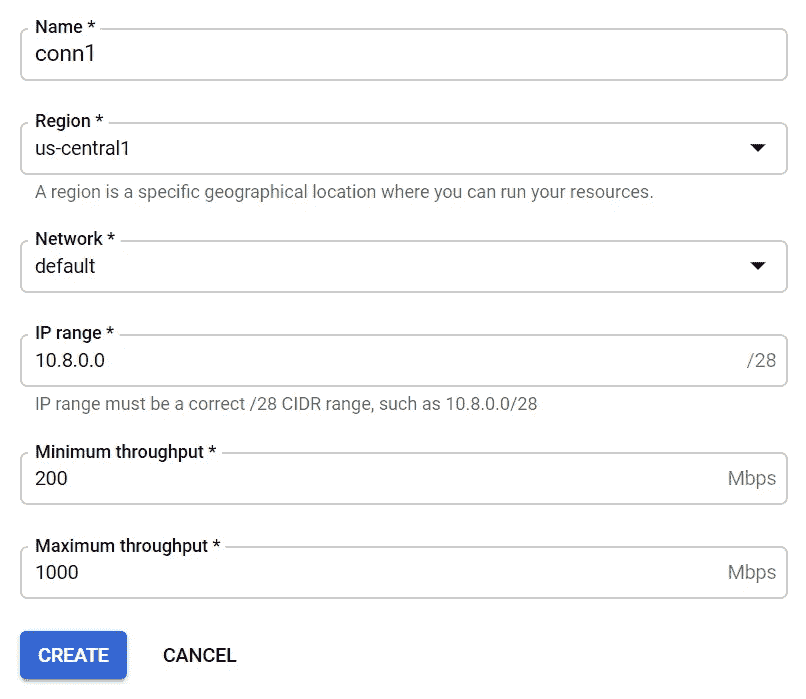 Name *
conn1
Region *
us-central1
A region is a specific geographical location where you can run your resources.
Network *
default
IP range *
10.8.0.0 /28
IP range must be a correct /28 CIDR range, such as 10.8.0.0/28
Minimum throughput *
200 Mbps
Maximum throughput *
1000 Mbps
CREATE CANCEL